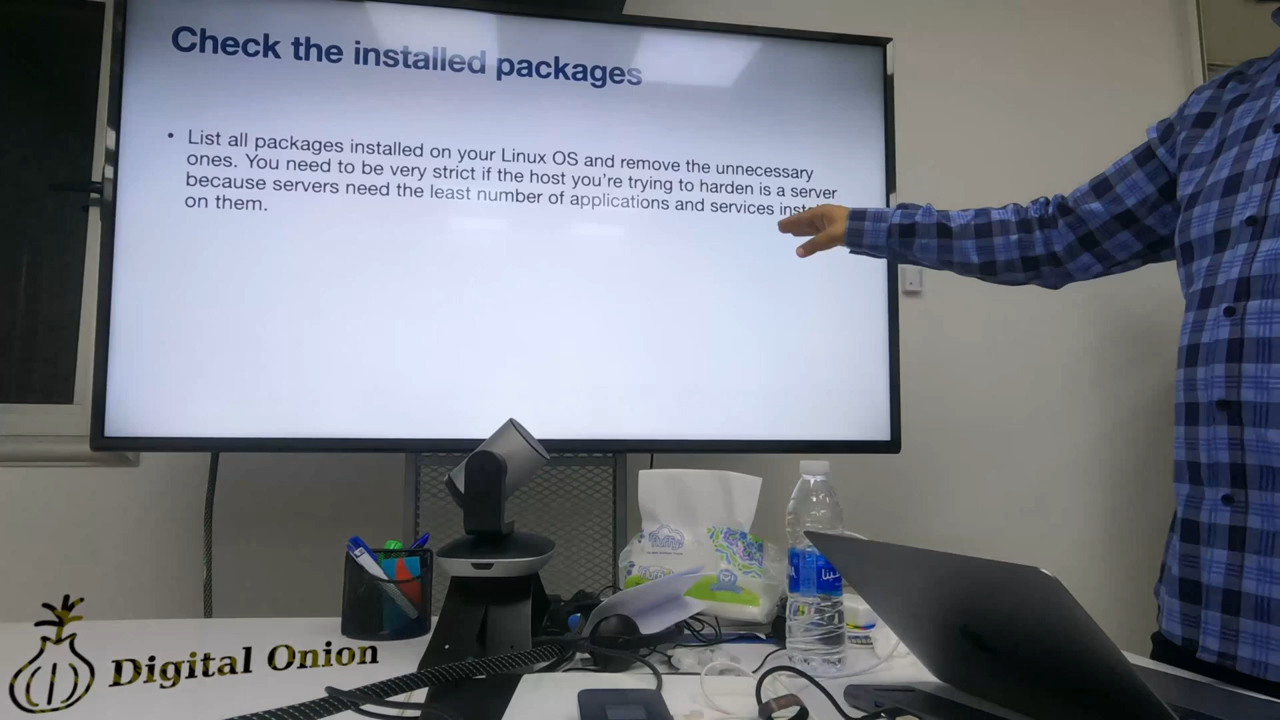 Check the installed packages
• List all packages installed on your Linux OS and remove the unnecessary
ones. You need to be very strict if the host you're trying to harden is a server
because servers need the least number of applications and services
on them.
Digital Onion